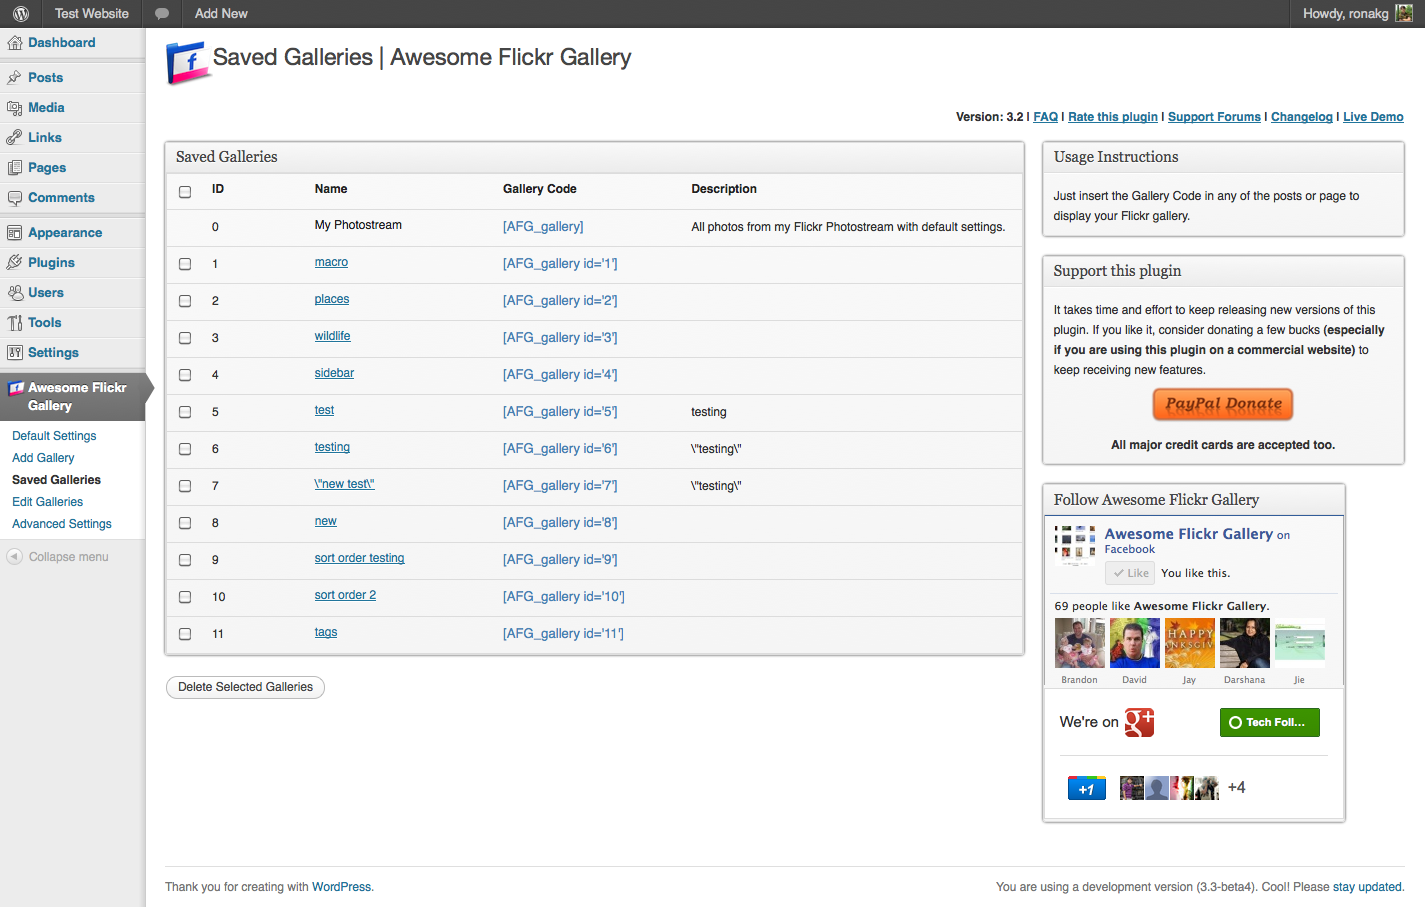 Test Website
Add New
Howdy, ronakg
Dashboard
Posts
Media
Links
Pages
Comments
Appearance
Plugins
Users
Tools
Settings
Awesome Flickr
Gallery
Default Settings
Add Gallery
Saved Galleries
Edit Galleries
Advanced Settings
Collapse menu
Saved Galleries | Awesome Flickr Gallery
Version: 3.2 | FAQ | Rate this plugin | Support Forums | Changelog | Live Demo
Saved Galleries
ID Name Gallery Code Description
0 My Photostream [AFG_gallery] All photos from my Flickr Photostream with default settings.
1 macro [AFG_gallery id='1']
2 places [AFG_gallery id='2']
3 wildlife [AFG_gallery id='3']
4 sidebar [AFG_gallery id='4']
5 test [AFG_gallery id='5'] testing
6 testing [AFG_gallery id='6'] \"testing\"
7 \"new test\" [AFG_gallery id='7'] \"testing\"
8 new [AFG_gallery id='8']
9 sort order testing [AFG_gallery id='9']
10 sort order 2 [AFG_gallery id='10']
11 tags [AFG_gallery id='11']
Delete Selected Galleries
Usage Instructions
Just insert the Gallery Code in any of the posts or page to
display your Flickr gallery.
Support this plugin
It takes time and effort to keep releasing new versions of this
plugin. If you like it, consider donating a few bucks (especially
if you are using this plugin on a commercial website) to
keep receiving new features.
PayPal Donate
All major credit cards are accepted too.
Follow Awesome Flickr Gallery
Awesome Flickr Gallery on
Facebook
Like You like this.
69 people like Awesome Flickr Gallery.
HAPPY
ANKSGIV
Brandon David Jay Darshana Jie
We're on g+ Tech Foll...
+1 +4
Thank you for creating with WordPress.
You are using a development version (3.3-beta4). Cool! Please stay updated.